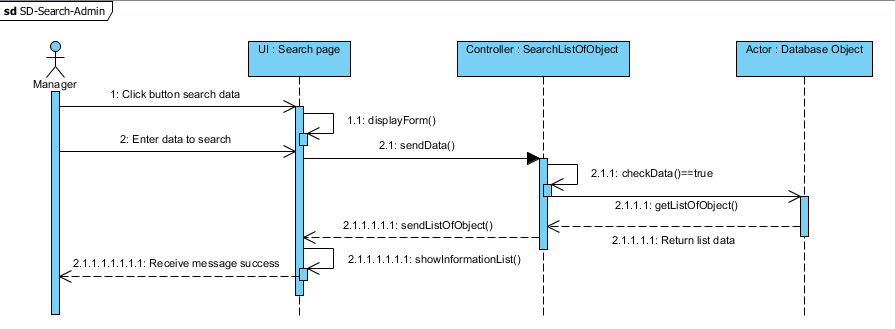 sd SD-Search-Admin
UI : Search page
Controller : SearchListOfObject
Actor : Database Object
Manager
1: Click button search data
1.1: displayForm()
2: Enter data to search
2.1: sendData()
2.1.1: checkData()==true
2.1.1.1: getListOfObject()
2.1.1.1.1.1: sendListOfObject()
2.1.1.1.1: Return list data
2.1.1.1.1.1.1: showInformationList()
2.1.1.1.1.1.1.1: Receive message success